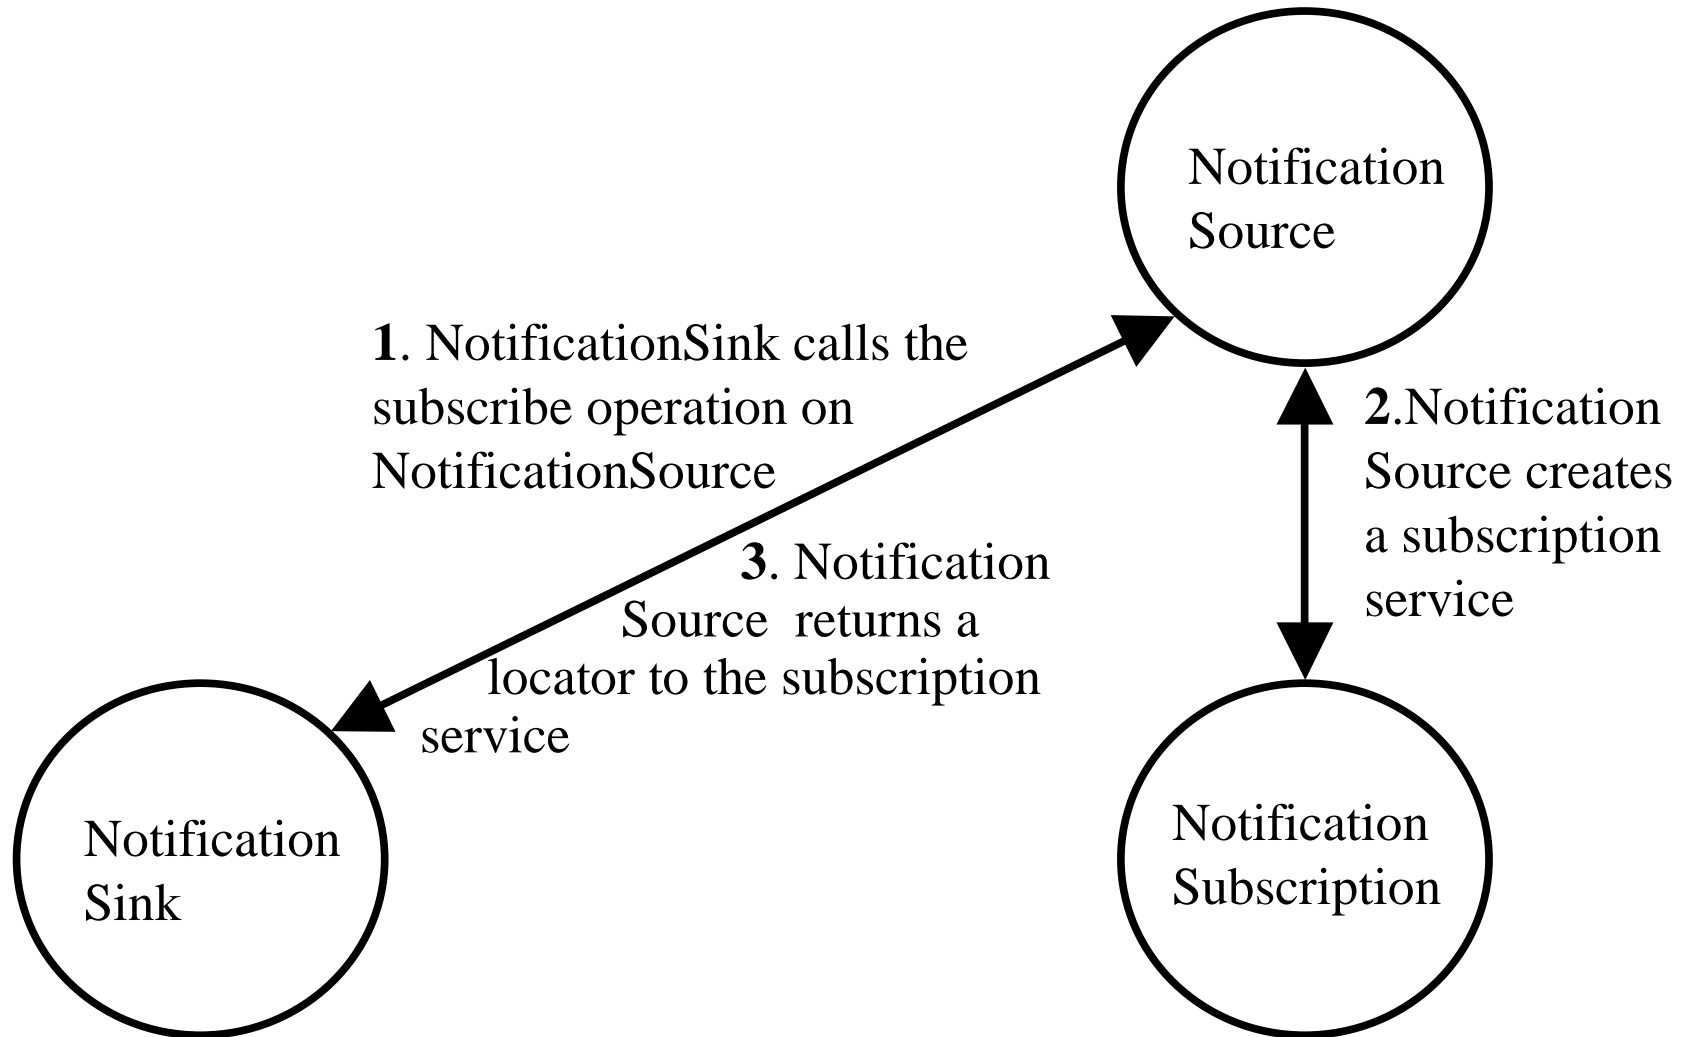 Notification
Source
1. NotificationSink calls the
subscribe operation on
NotificationSource
2.Notification
Source creates
a subscription
service
3. Notification
Source returns a
locator to the subscription
service
Notification
Sink
Notification
Subscription